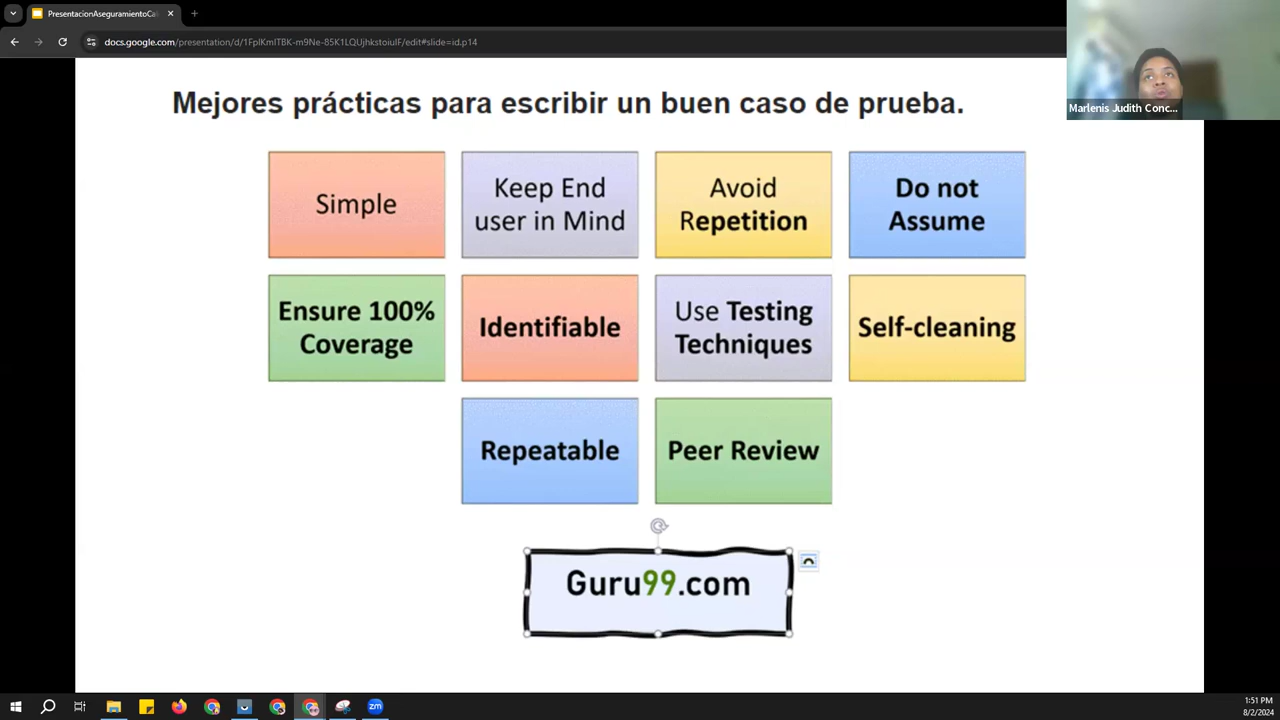 PresentacionAseguramientoCal
docs.google.com/presentation/d/1FplKmITBK-m9Ne-85K1LQUjhkstoiulF/edit#slide=id.p14
Marlenis Judith Conc...
Mejores prácticas para escribir un buen caso de prueba.
Simple
Keep End
user in Mind
Avoid
Repetition
Do not
Assume
Ensure 100%
Coverage
Identifiable
Use Testing
Techniques
Self-cleaning
Repeatable
Peer Review
Guru99.com
zm
1:51 PM
8/2/2024